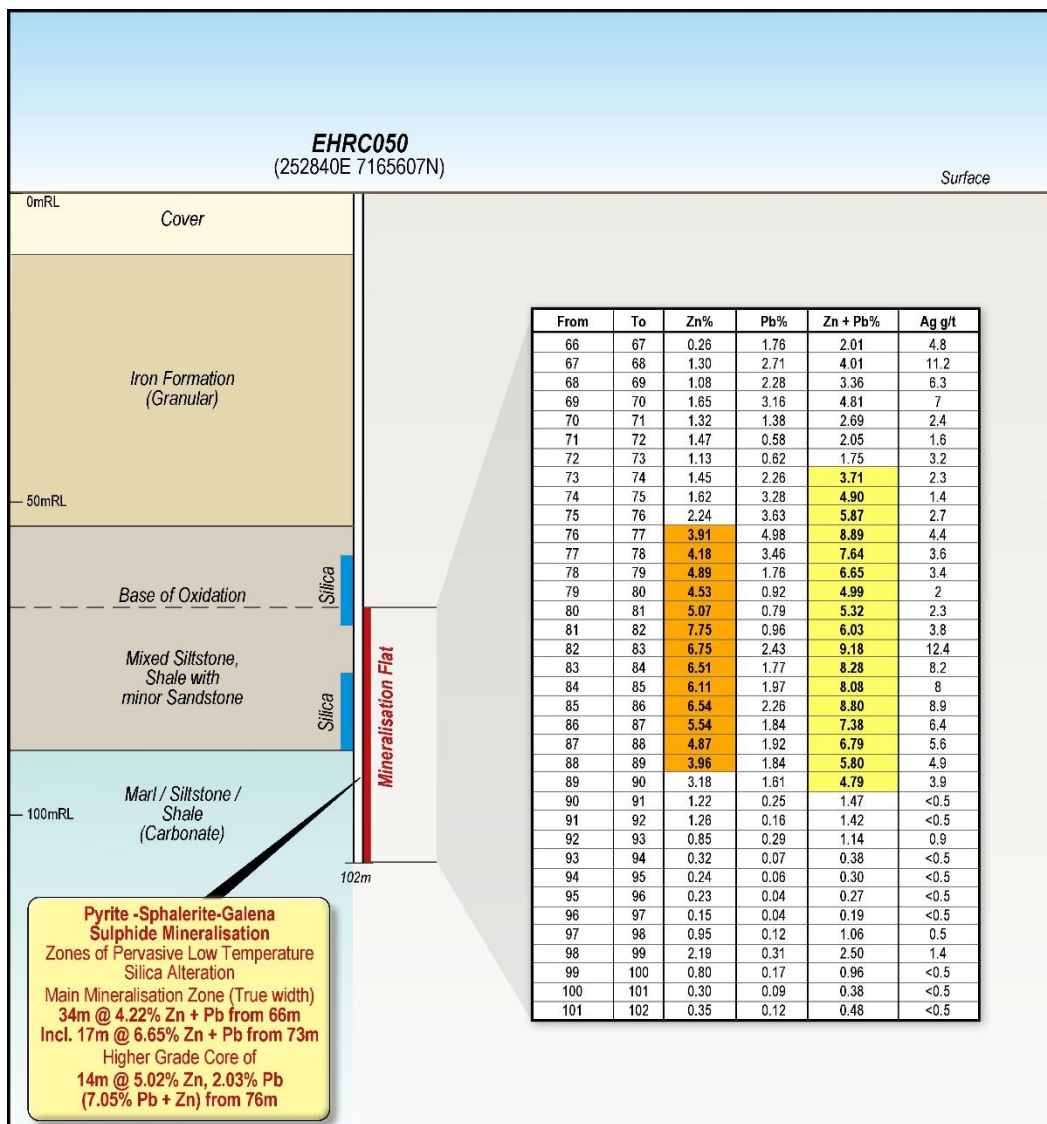 EHRC050
(252840E 7165607N)
Surface
0mRL
Cover
Iron Formation
(Granular)
50mRL
Base of Oxidation
Silica
Mixed Siltstone,
Shale with
minor Sandstone
Silica
Mineralisation Flat
Marl / Siltstone /
Shale
(Carbonate)
100mRL
102m
Pyrite -Sphalerite-Galena
Sulphide Mineralisation
Zones of Pervasive Low Temperature
Silica Alteration
Main Mineralisation Zone (True width)
34m @ 4.22% Zn + Pb from 66m
Incl. 17m @ 6.65% Zn + Pb from 73m
Higher Grade Core of
14m @ 5.02% Zn, 2.03% Pb
(7.05% Pb + Zn) from 76m
From To Zn% Pb% Zn + Pb% Ag g/t
66 67 0.26 1.76 2.01 4.8
67 68 1.30 2.71 4.01 11.2
68 69 1.08 2.28 3.36 6.3
69 70 1.65 3.16 4.81 7
70 71 1.32 1.38 2.69 2.4
71 72 1.47 0.58 2.05 1.6
72 73 1.13 0.62 1.75 3.2
73 74 1.45 2.26 3.71 2.3
74 75 1.62 3.28 4.90 1.4
75 76 2.24 3.63 5.87 2.7
76 77 3.91 4.98 8.89 4.4
77 78 4.18 3.46 7.64 3.6
78 79 4.89 1.76 6.65 3.4
79 80 4.53 0.92 4.99 2
80 81 5.07 0.79 5.32 2.3
81 82 7.75 0.96 6.03 3.8
82 83 6.75 2.43 9.18 12.4
83 84 6.51 1.77 8.28 8.2
84 85 6.11 1.97 8.08 8
85 86 6.54 2.26 8.80 8.9
86 87 5.54 1.84 7.38 6.4
87 88 4.87 1.92 6.79 5.6
88 89 3.96 1.84 5.80 4.9
89 90 3.18 1.61 4.79 3.9
90 91 1.22 0.25 1.47 <0.5
91 92 1.26 0.16 1.42 <0.5
92 93 0.85 0.29 1.14 0.9
93 94 0.32 0.07 0.38 <0.5
94 95 0.24 0.06 0.30 <0.5
95 96 0.23 0.04 0.27 <0.5
96 97 0.15 0.04 0.19 <0.5
97 98 0.95 0.12 1.06 0.5
98 99 2.19 0.31 2.50 1.4
99 100 0.80 0.17 0.96 <0.5
100 101 0.30 0.09 0.38 <0.5
101 102 0.35 0.12 0.48 <0.5